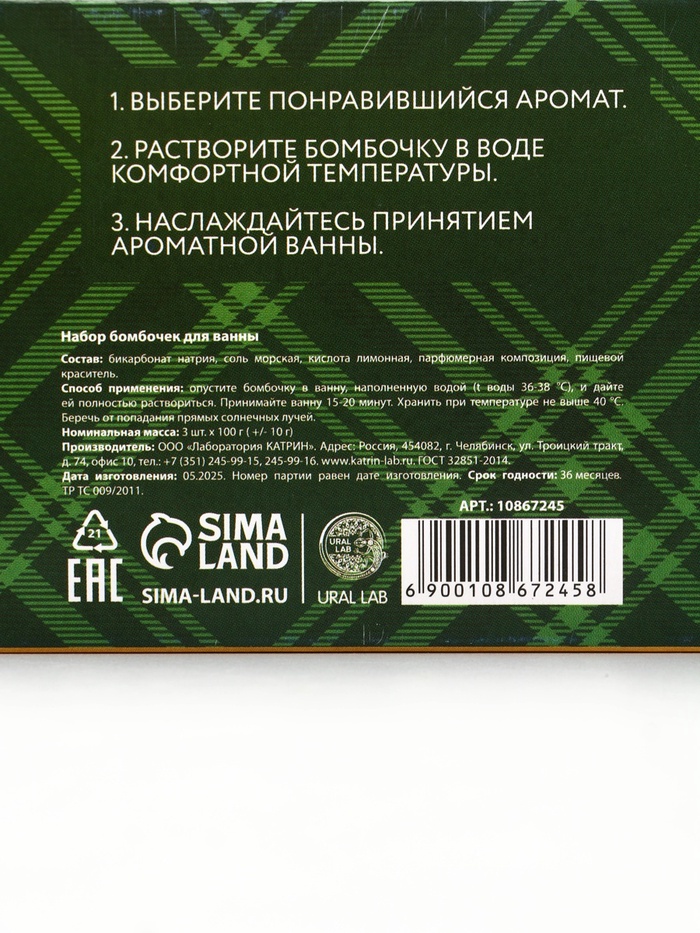 1. ВЫБЕРИТЕ ПОНРАВИВШИЙСЯ АРОМАТ.
2. РАСТВОРИТЕ БОМБОЧКУ В ВОДЕ
КОМФОРТНОЙ ТЕМПЕРАТУРЫ.
3. НАСЛАЖДАЙТЕСЬ ПРИНЯТИЕМ
АРОМАТНОЙ ВАННЫ.
Набор бомбочек для ванны
Состав: бикарбонат натрия, соль морская, кислота лимонная, парфюмерная композиция, пищевой
краситель.
Способ применения: опустите бомбочку в ванну, наполненную водой (t воды 36-38 °C), и дайте
ей полностью раствориться. Принимайте ванну 15-20 минут. Хранить при температуре не выше 40 °C.
Беречь от попадания прямых солнечных лучей.
Номинальная масса: 3 шт. x 100 г ( +/- 10 г)
Производитель: ООО «Лаборатория КАТРИН». Адрес: Россия, 454082, г. Челябинск, ул. Троицкий тракт,
д. 74, офис 10, тел.: +7 (351) 245-99-15, 245-99-16. www.katrin-lab.ru. ГОСТ 32851-2014.
Дата изготовления: 05.2025. Номер партии равен дате изготовления. Срок годности: 36 месяцев.
ТР ТС 009/2011.
АРТ.: 10867245
21
SIMA
LAND
URAL
LAB
EAC
SIMA-LAND.RU
URAL LAB
6 900108 672458